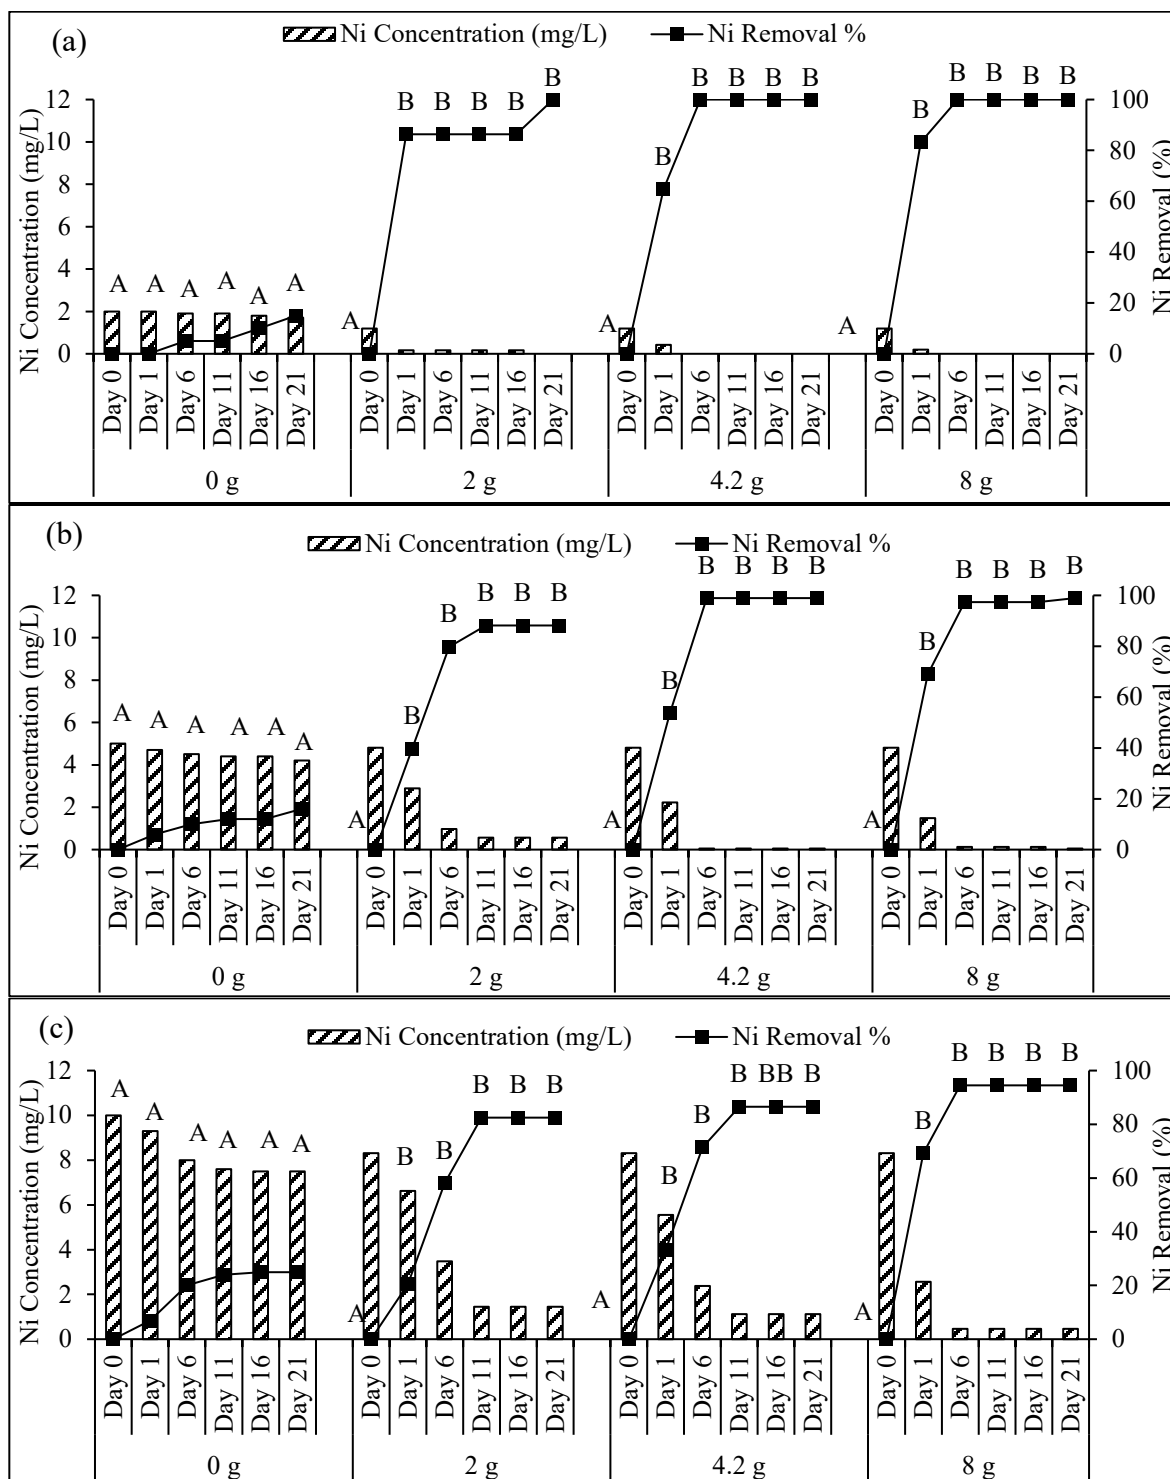 (a)
Ni Concentration (mg/L) Ni Removal %
B B B B B B B B B B B B B
B B
A A A A A A
A A A
Ni Concentration (mg/L)
12
10
8
6
4
2
0
Ni Removal (%)
100
80
60
40
20
0
Day 0 Day 1 Day 6 Day 11 Day 16 Day 21 Day 0 Day 1 Day 6 Day 11 Day 16 Day 21 Day 0 Day 1 Day 6 Day 11 Day 16 Day 21 Day 0 Day 1 Day 6 Day 11 Day 16 Day 21
0 g 2 g 4.2 g 8 g
(b)
Ni Concentration (mg/L) Ni Removal %
B B B B B B B B
B B B B
B B B
A A A A A A
A A A
Ni Concentration (mg/L)
12
10
8
6
4
2
0
Ni Removal (%)
100
80
60
40
20
0
Day 0 Day 1 Day 6 Day 11 Day 16 Day 21 Day 0 Day 1 Day 6 Day 11 Day 16 Day 21 Day 0 Day 1 Day 6 Day 11 Day 16 Day 21 Day 0 Day 1 Day 6 Day 11 Day 16 Day 21
0 g 2 g 4.2 g 8 g
(c)
Ni Concentration (mg/L) Ni Removal %
B B B B
B B B B BB B
B B B B B
A A A A A A
A A A
Ni Concentration (mg/L)
12
10
8
6
4
2
0
Ni Removal (%)
100
80
60
40
20
0
Day 0 Day 1 Day 6 Day 11 Day 16 Day 21 Day 0 Day 1 Day 6 Day 11 Day 16 Day 21 Day 0 Day 1 Day 6 Day 11 Day 16 Day 21 Day 0 Day 1 Day 6 Day 11 Day 16 Day 21
0 g 2 g 4.2 g 8 g